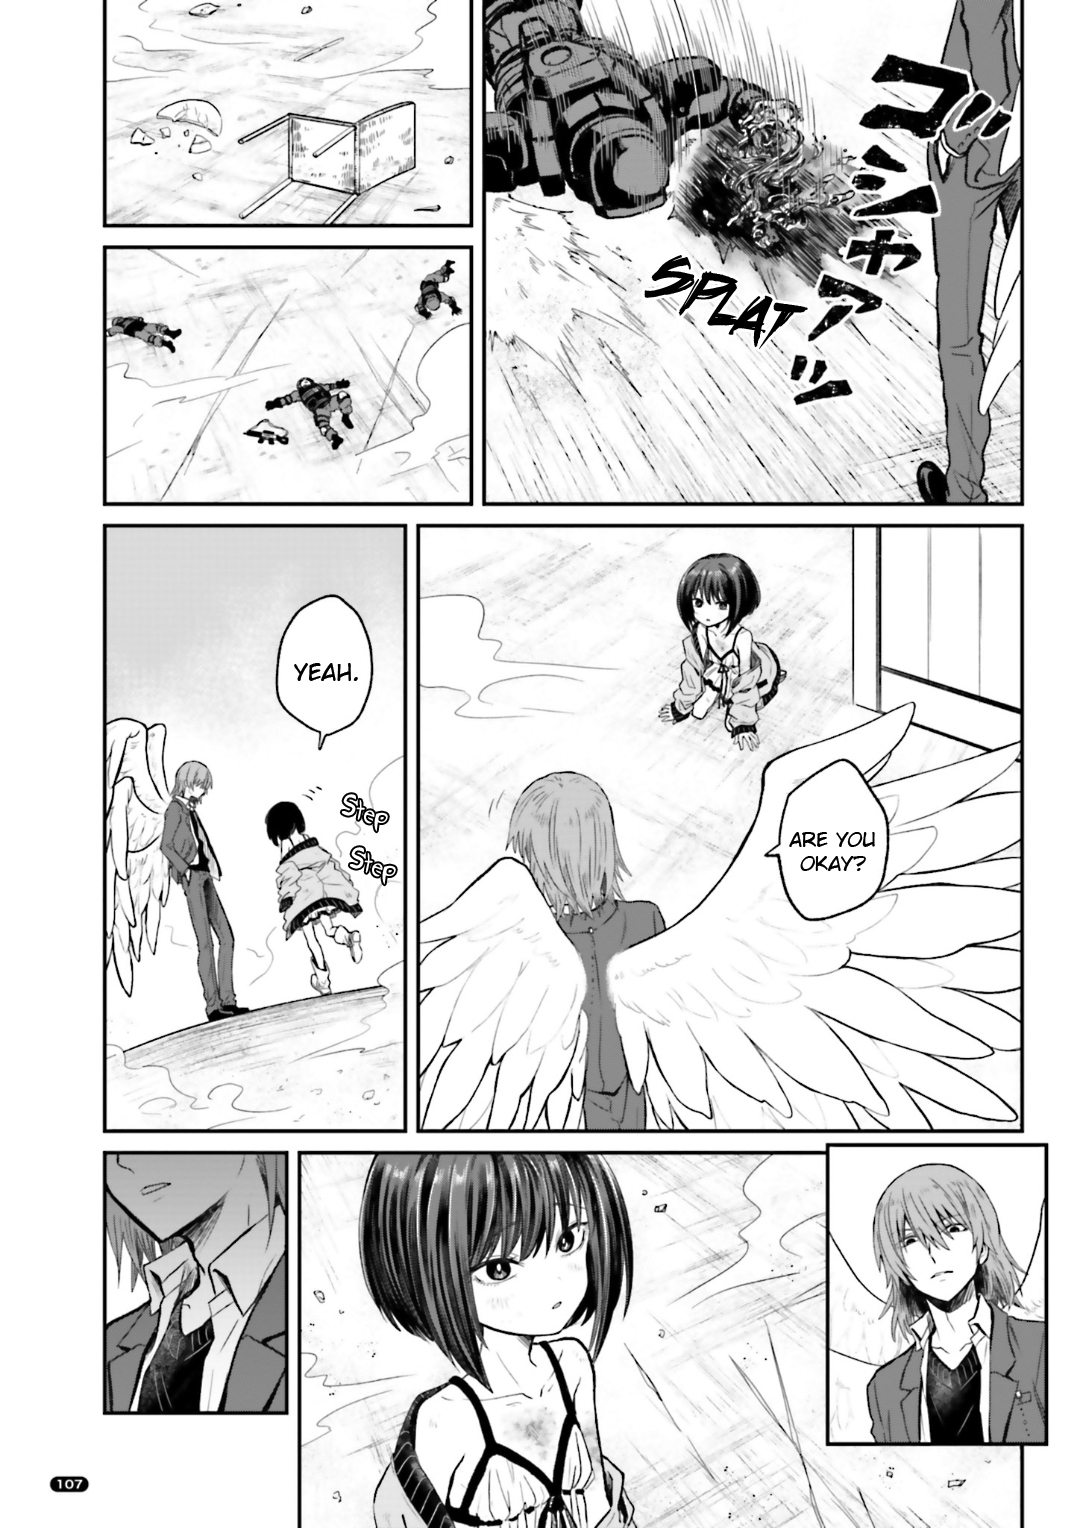 ゴシャアッ
SPLAT
ARE YOU
OKAY?
YEAH.
Step
Step
107